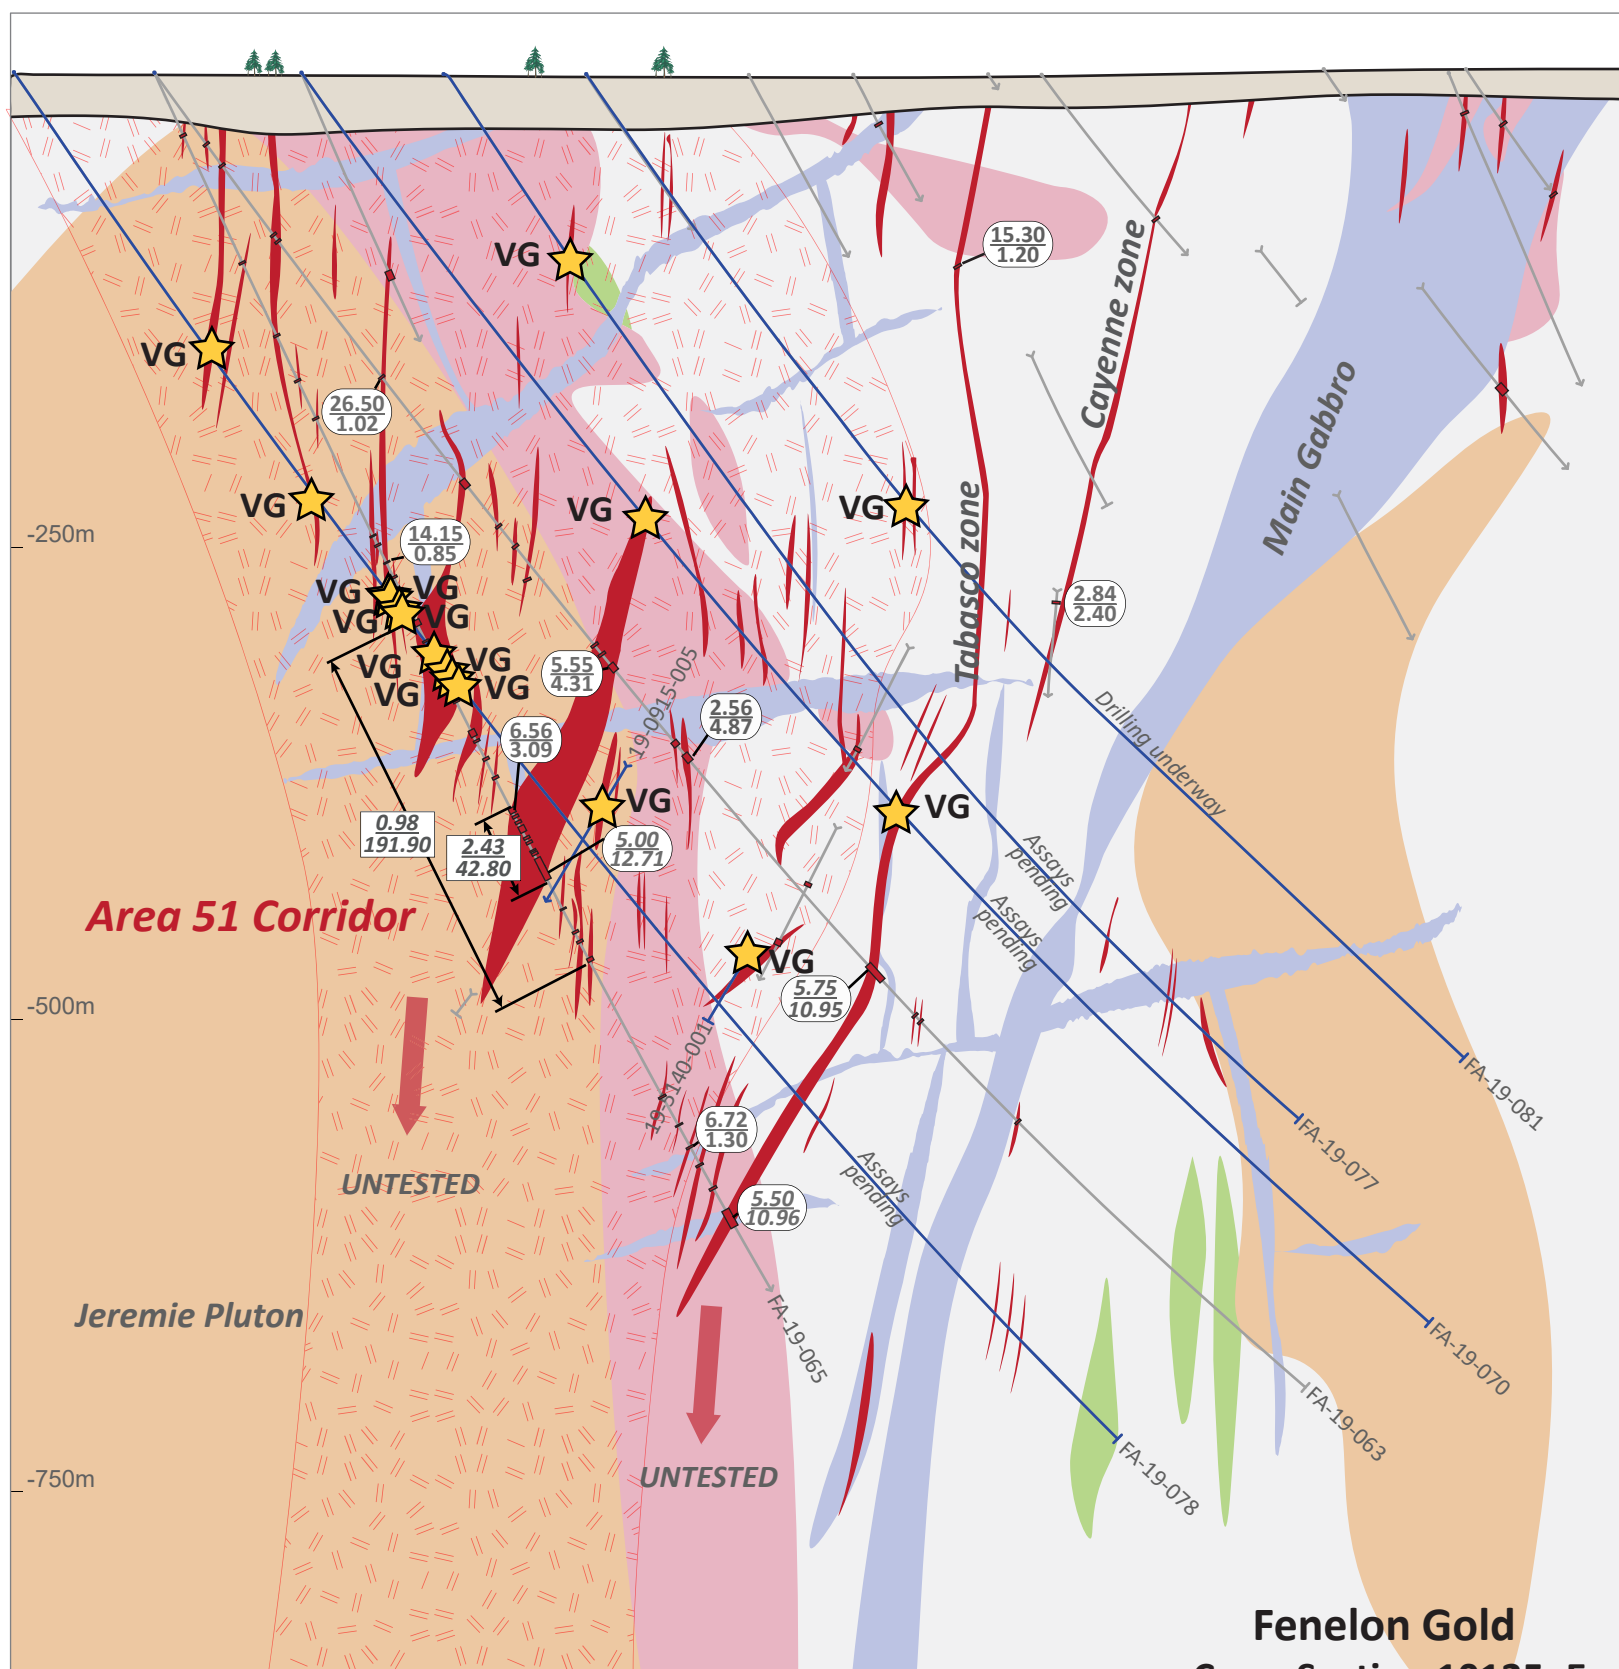 VG
15.30
1.20
Cayenne zone
VG
26.50
1.02
Main Gabbro
VG
VG
VG
-250m
14.15
0.85
Tabasco zone
VG
VG
VG
VG
2.84
2.40
VG
VG
VG
VG
5.55
4.31
19-0915-005
2.56
4.87
6.56
3.09
Drilling underway
VG
VG
0.98
191.90
2.43
42.80
5.00
12.71
Assays
pending
Area 51 Corridor
Assays
pending
VG
5.75
10.95
-500m
19-5140-001
FA-19-081
6.72
1.30
FA-19-077
UNTESTED
Assays
pending
5.50
10.96
Jeremie Pluton
FA-19-065
FA-19-070
FA-19-063
-750m
UNTESTED
FA-19-078
Fenelon Gold